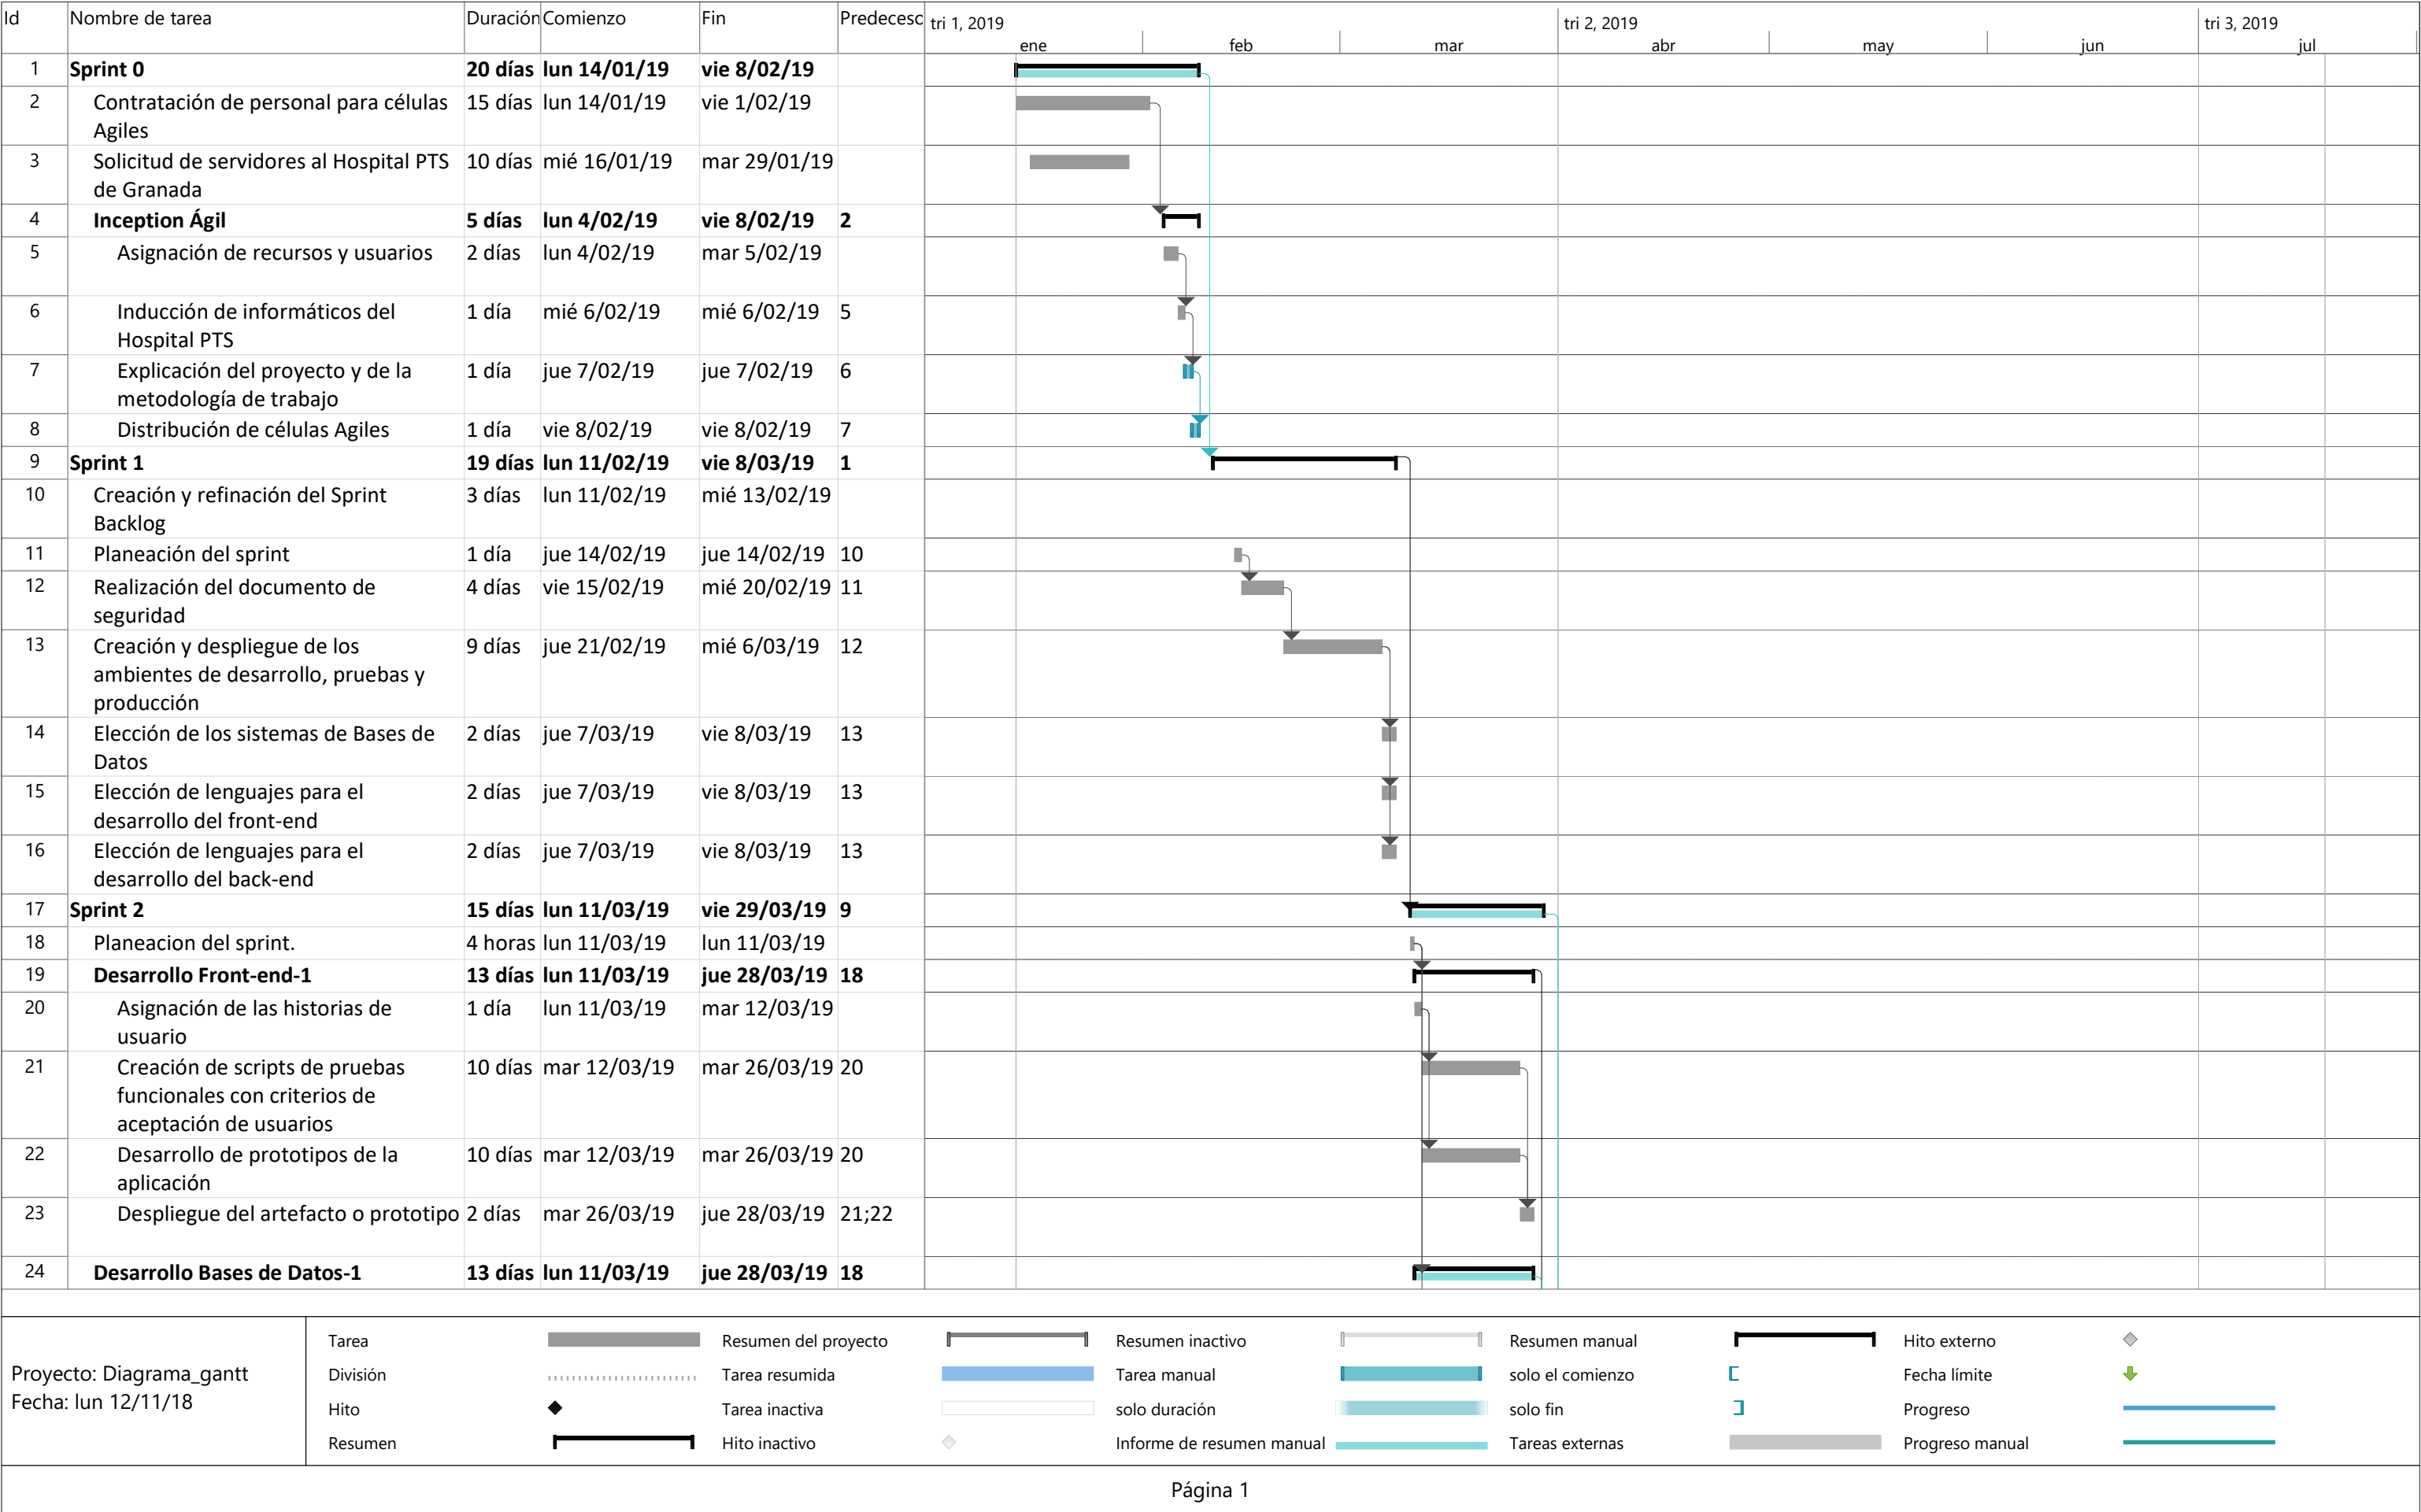 Id Nombre de tarea Duración Comienzo Fin Predecesc
tri 1, 2019 tri 2, 2019 tri 3, 2019
ene feb mar abr may jun jul
1 Sprint 0 20 días lun 14/01/19 vie 8/02/19
2 Contratación de personal para células 15 días lun 14/01/19 vie 1/02/19
Agiles
3 Solicitud de servidores al Hospital PTS 10 días mié 16/01/19 mar 29/01/19
de Granada
4 Inception Ágil 5 días lun 4/02/19 vie 8/02/19 2
5 Asignación de recursos y usuarios 2 días lun 4/02/19 mar 5/02/19
6 Inducción de informáticos del 1 día mié 6/02/19 mié 6/02/19 5
Hospital PTS
7 Explicación del proyecto y de la 1 día jue 7/02/19 jue 7/02/19 6
metodología de trabajo
8 Distribución de células Agiles 1 día vie 8/02/19 vie 8/02/19 7
9 Sprint 1 19 días lun 11/02/19 vie 8/03/19 1
10 Creación y refinación del Sprint 3 días lun 11/02/19 mié 13/02/19
Backlog
11 Planeación del sprint 1 día jue 14/02/19 jue 14/02/19 10
12 Realización del documento de 4 días vie 15/02/19 mié 20/02/19 11
seguridad
13 Creación y despliegue de los 9 días jue 21/02/19 mié 6/03/19 12
ambientes de desarrollo, pruebas y
producción
14 Elección de los sistemas de Bases de 2 días jue 7/03/19 vie 8/03/19 13
Datos
15 Elección de lenguajes para el 2 días jue 7/03/19 vie 8/03/19 13
desarrollo del front-end
16 Elección de lenguajes para el 2 días jue 7/03/19 vie 8/03/19 13
desarrollo del back-end
17 Sprint 2 15 días lun 11/03/19 vie 29/03/19 9
18 Planeacion del sprint. 4 horas lun 11/03/19 lun 11/03/19
19 Desarrollo Front-end-1 13 días lun 11/03/19 jue 28/03/19 18
20 Asignación de las historias de 1 día lun 11/03/19 mar 12/03/19
usuario
21 Creación de scripts de pruebas 10 días mar 12/03/19 mar 26/03/19 20
funcionales con criterios de
aceptación de usuarios
22 Desarrollo de prototipos de la 10 días mar 12/03/19 mar 26/03/19 20
aplicación
23 Despliegue del artefacto o prototipo 2 días mar 26/03/19 jue 28/03/19 21;22
24 Desarrollo Bases de Datos-1 13 días lun 11/03/19 jue 28/03/19 18
Proyecto: Diagrama_gantt
Fecha: lun 12/11/18
Tarea Resumen del proyecto Resumen inactivo Resumen manual Hito externo
División Tarea resumida Tarea manual solo el comienzo Fecha límite
Hito Tarea inactiva solo duración solo fin Progreso
Resumen Hito inactivo Informe de resumen manual Tareas externas Progreso manual
Página 1